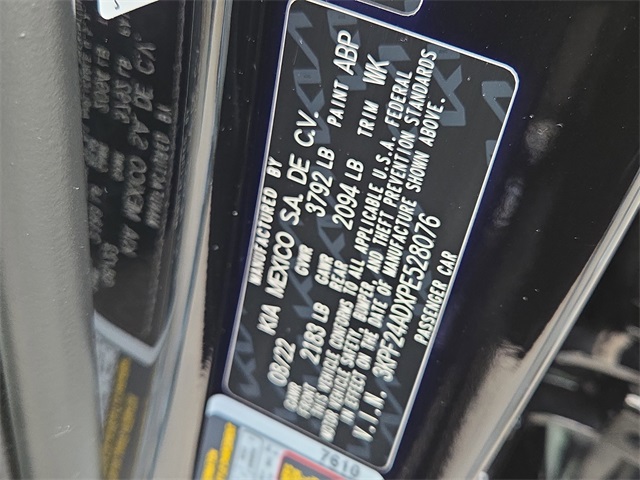 MANUFACTURED BY
KIA MEXICO S.A. DE C.V.
08/22 GVWR 3792 LB PAINT ABP
GAWR FRONT 2183 LB GAWR REAR 2094 LB TRIM WK
THIS VEHICLE CONFORMS TO ALL APPLICABLE U.S.A. FEDERAL
MOTOR VEHICLE SAFETY, BUMPER, AND THEFT PREVENTION STANDARDS
IN EFFECT ON THE DATE OF MANUFACTURE SHOWN ABOVE.
V.I.N. 3KPF24ADXPE528076
PASSENGER CAR
7610